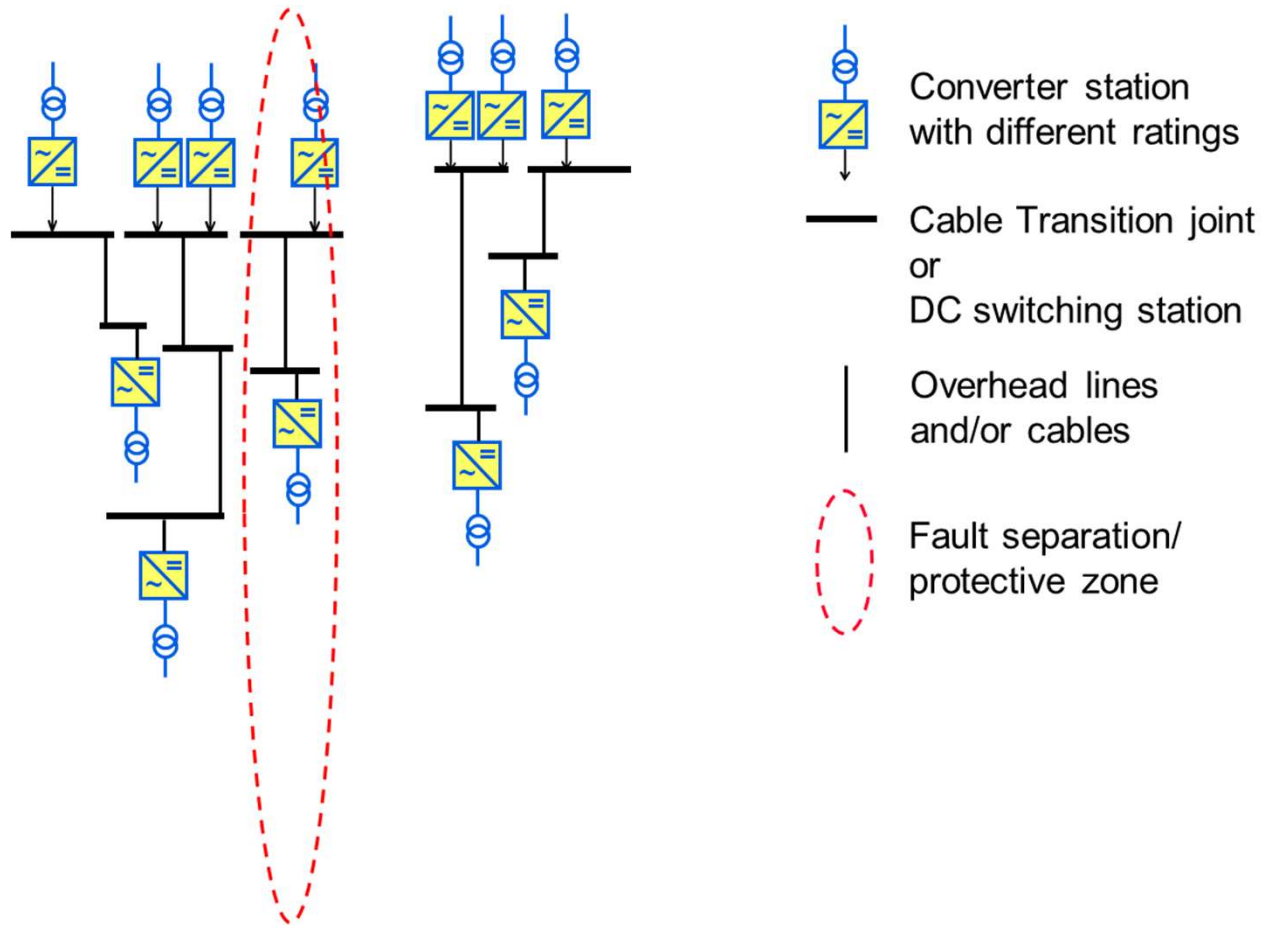 Converter station
with different ratings
Cable Transition joint
or
DC switching station
Overhead lines
and/or cables
Fault separation/
protective zone